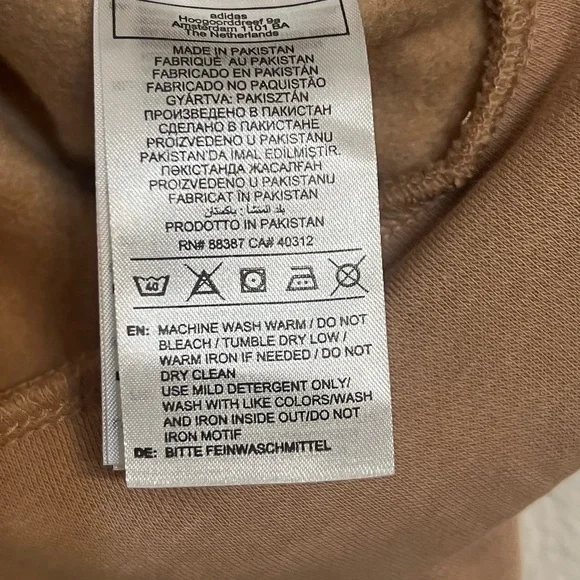 adidas
Hoogoorddreef 9a
Amsterdam 1101 BA
The Netherlands
MADE IN PAKISTAN
FABRIQUÉ AU PAKISTAN
FABRICADO EN PAKISTÁN
FABRICADO NO PAQUISTÃO
GYÁRTVA: PAKISZTÁN
ПРОИЗВЕДЕНО В ПАКИСТАН
СДЕЛАНО В ПАКИСТАНЕ
PROIZVEDENO U PAKISTANU
PAKİSTAN'DA İMAL EDİLMİŞTİR.
ПӘКІСТАНДА ЖАСАЛҒАН
PROIZVEDENO U PAKISTANU
FABRICAT ÎN PAKISTAN
بلد المنشأ : باكستان
PRODOTTO IN PAKISTAN
RN# 88387 CA# 40312
40
EN: MACHINE WASH WARM / DO NOT
BLEACH / TUMBLE DRY LOW /
WARM IRON IF NEEDED / DO NOT
DRY CLEAN
USE MILD DETERGENT ONLY/
WASH WITH LIKE COLORS/WASH
AND IRON INSIDE OUT/DO NOT
IRON MOTIF
DE: BITTE FEINWASCHMITTEL